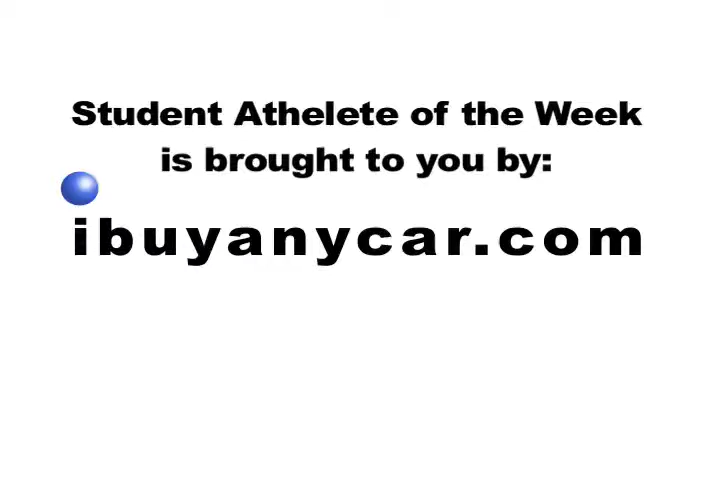 Student Athelete of the Week
is brought to you by:
ibuyanycar.com